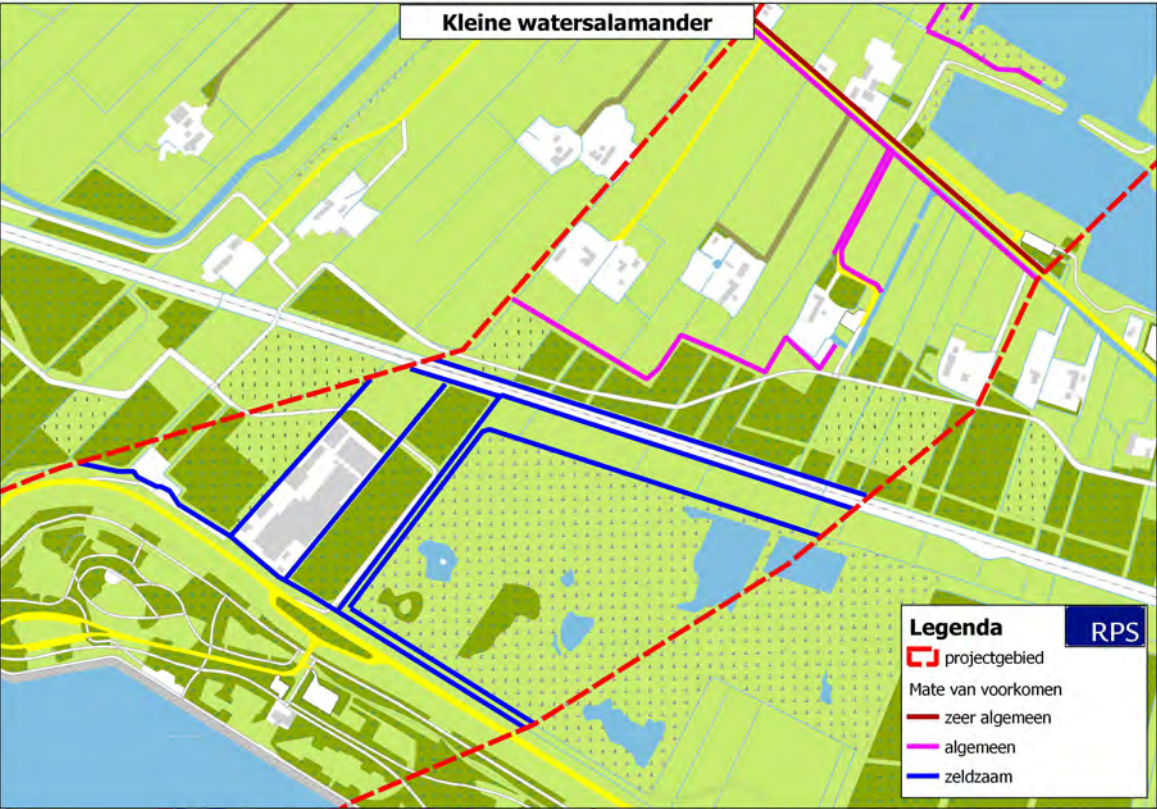 Kleine watersalamander
Legenda
RPS
projectgebied
Mate van voorkomen
zeer algemeen
algemeen
zeldzaam